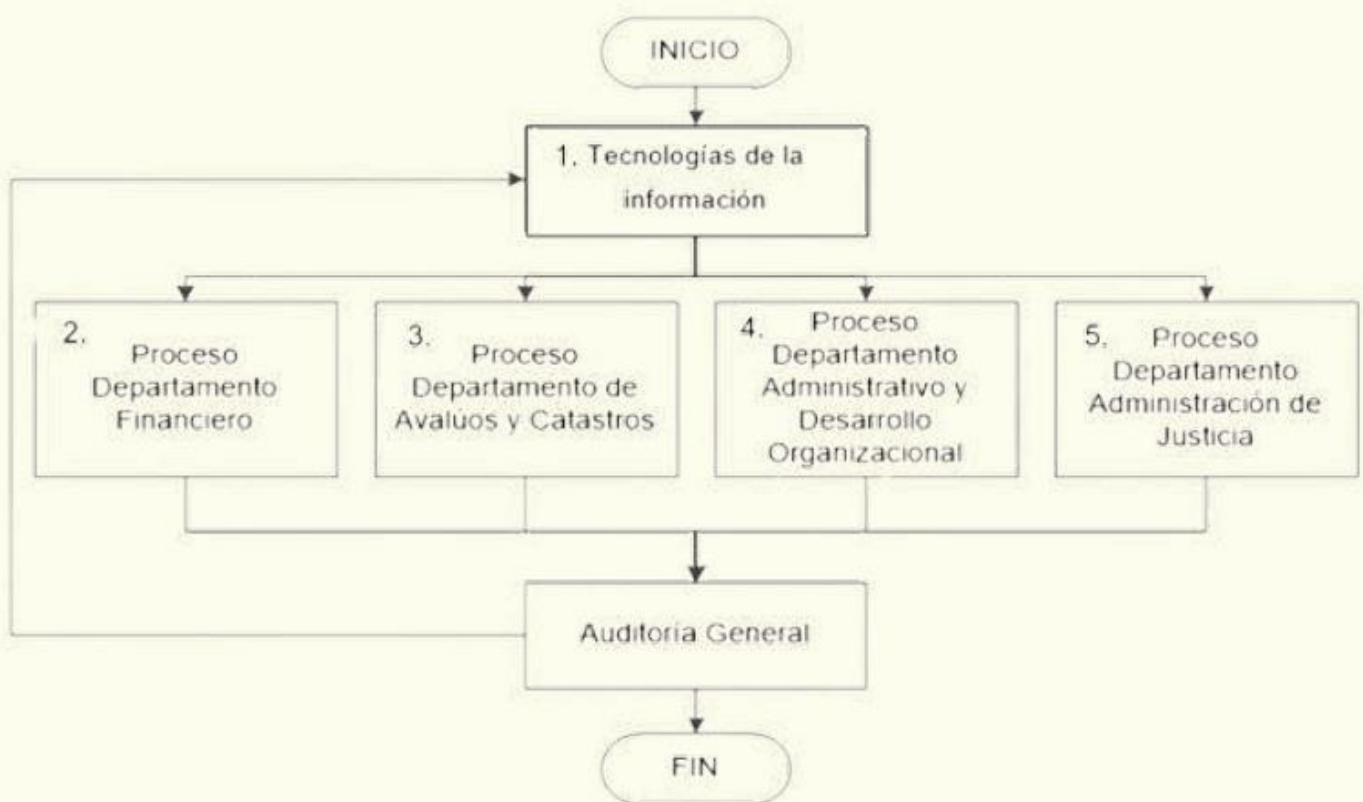 INICIO
1. Tecnologías de la
información
2.
Proceso
Departamento
Financiero
3.
Proceso
Departamento de
Avalúos y Catastros
4. Proceso
Departamento
Administrativo y
Desarrollo
Organizacional
5. Proceso
Departamento
Administración de
Justicia
Auditoría General
FIN